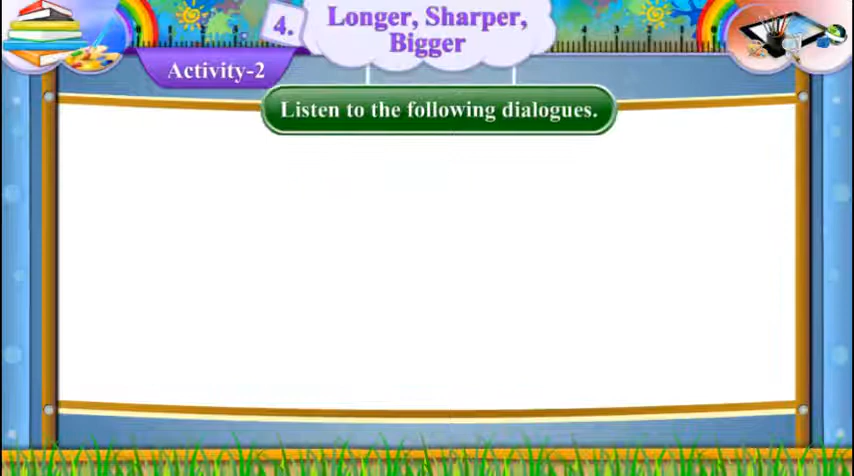 4.
Longer, Sharper,
Bigger
Activity-2
Listen to the following dialogues.